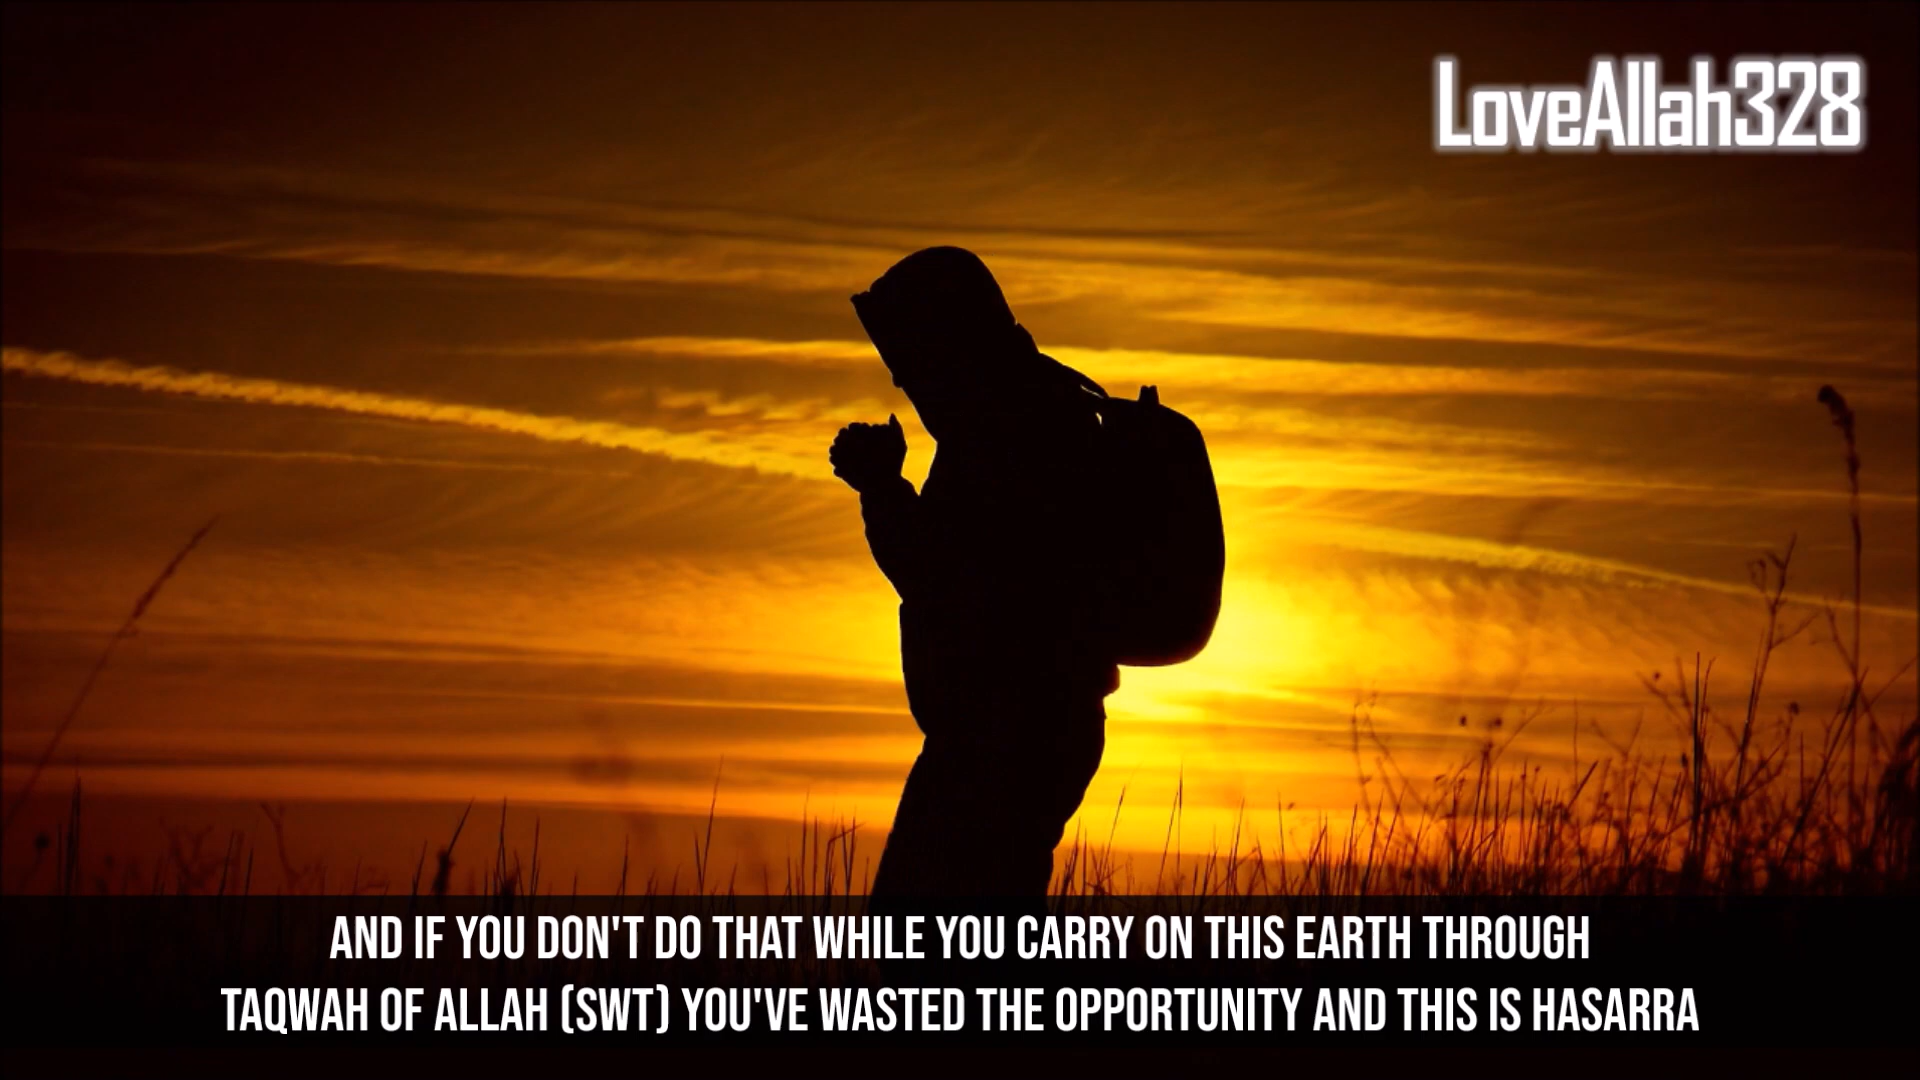 LoveAllah328
AND IF YOU DON'T DO THAT WHILE YOU CARRY ON THIS EARTH THROUGH
TAQWAH OF ALLAH (SWT) YOU'VE WASTED THE OPPORTUNITY AND THIS IS HASARRA